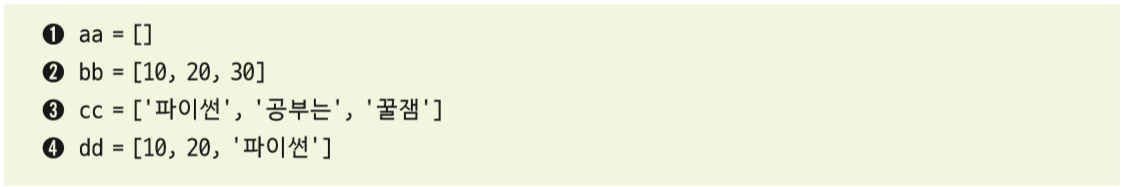 ❶ aa = []
❷ bb = [10, 20, 30]
❸ cc = ['파이썬', '공부는', '꿀잼']
❹ dd = [10, 20, '파이썬']